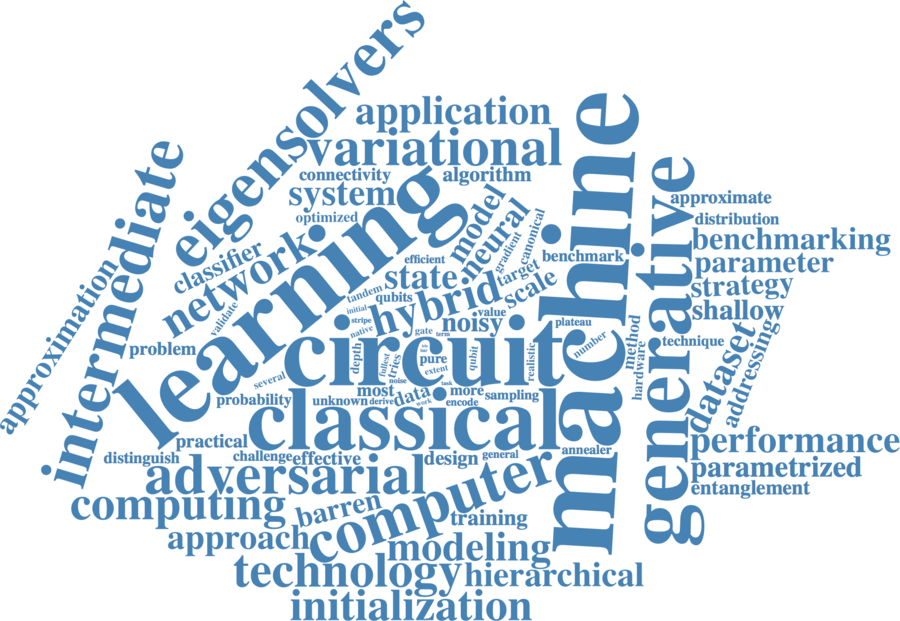 eigensolvers
application
variational
connectivity
algorithm
system
optimized
intermediate
approximation
learning
machine
generative
approximate
distribution
benchmarking
parameter
strategy
shallow
classifier
network
validate
efficient
model
neural
gradient
canonical
benchmark
state
target
scale
tandem
qubits
initial
stripe
native
hybrid
value
noisy
plateau
number
method
hardware
technique
dataset
addressing
problem
circuit
gate
term
depth
fullest
tries
noise
pure
extent
task
qubit
realistic
several
probability
unknown
most
derive
data
work
more
encode
sampling
classical
practical
distinguish
challenge
effective
design
general
annealer
performance
parametrized
entanglement
adversarial
computing
barren
computer
training
approach
modeling
technology
hierarchical
initialization